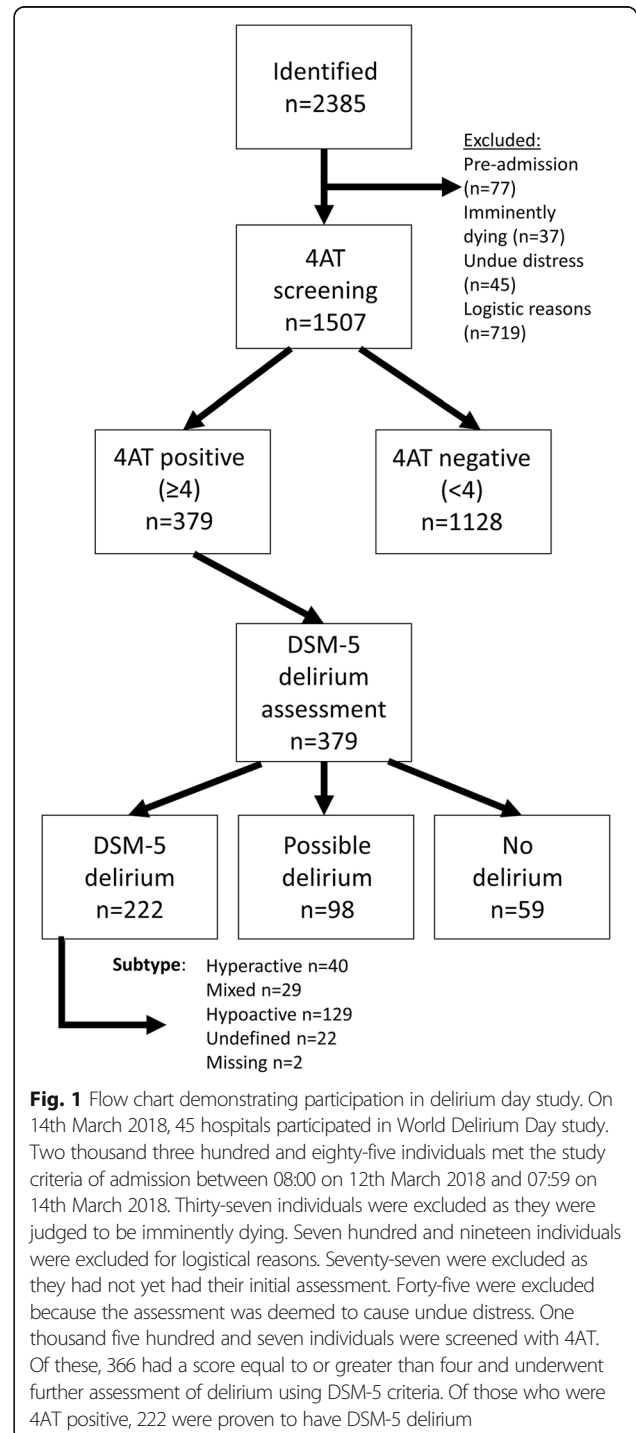 Identified
n=2385
Excluded:
Pre-admission
(n=77)
Imminently
dying (n=37)
Undue distress
(n=45)
Logistic reasons
(n=719)
4AT
screening
n=1507
4AT positive
(≥4)
n=379
4AT negative
(<4)
n=1128
DSM-5
delirium
assessment
n=379
DSM-5
delirium
n=222
Possible
delirium
n=98
No
delirium
n=59
Subtype: Hyperactive n=40
Mixed n=29
Hypoactive n=129
Undefined n=22
Missing n=2
Fig. 1 Flow chart demonstrating participation in delirium day study. On
14th March 2018, 45 hospitals participated in World Delirium Day study.
Two thousand three hundred and eighty-five individuals met the study
criteria of admission between 08:00 on 12th March 2018 and 07:59 on
14th March 2018. Thirty-seven individuals were excluded as they were
judged to be imminently dying. Seven hundred and nineteen individuals
were excluded for logistical reasons. Seventy-seven were excluded as
they had not yet had their initial assessment. Forty-five were excluded
because the assessment was deemed to cause undue distress. One
thousand five hundred and seven individuals were screened with 4AT.
Of these, 366 had a score equal to or greater than four and underwent
further assessment of delirium using DSM-5 criteria. Of those who were
4AT positive, 222 were proven to have DSM-5 delirium